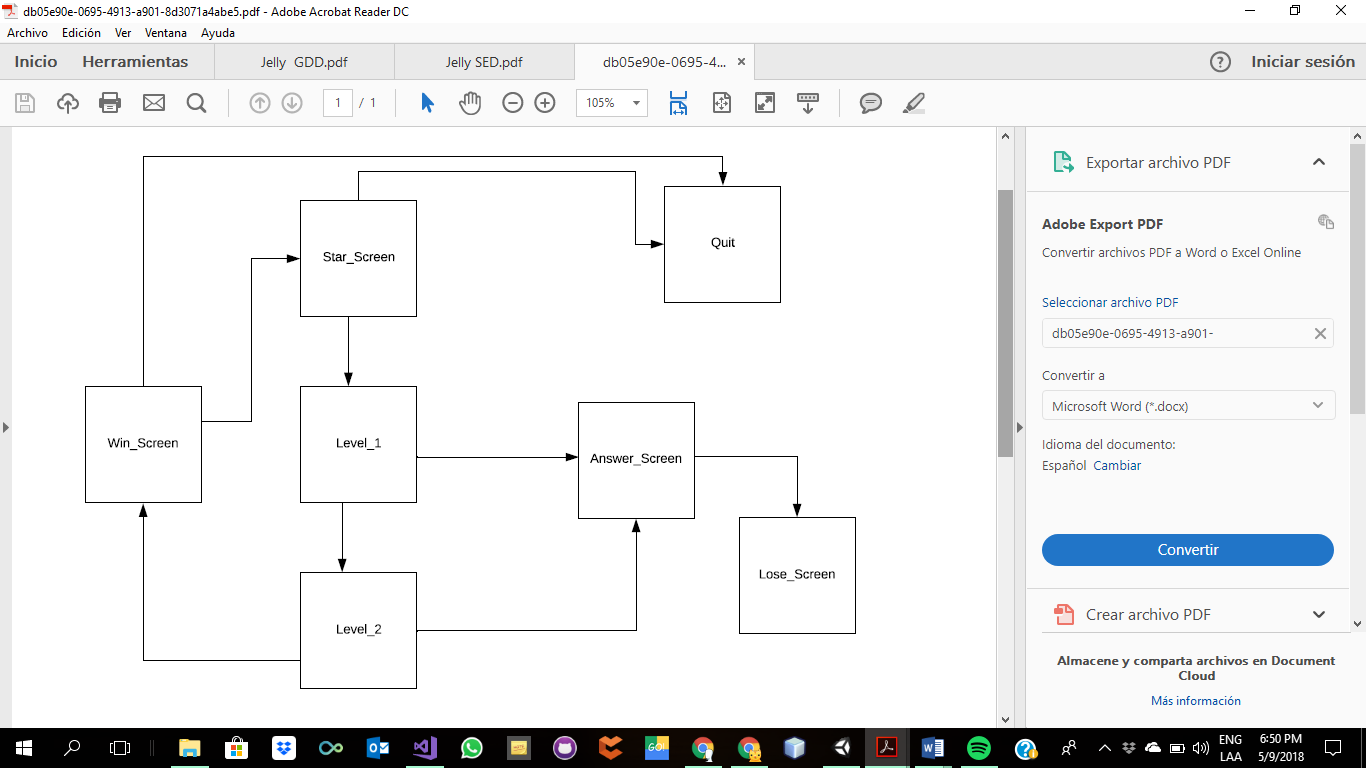 db05e90e-0695-4913-a901-8d3071a4abe5.pdf - Adobe Acrobat Reader DC
Archivo Edición Ver Ventana Ayuda
Inicio Herramientas Jelly GDD.pdf Jelly SED.pdf db05e90e-0695-4... Iniciar sesión
1 / 1 105%
Quit
Star_Screen
Win_Screen
Level_1
Answer_Screen
Lose_Screen
Level_2
Exportar archivo PDF
Adobe Export PDF
Convertir archivos PDF a Word o Excel Online
Seleccionar archivo PDF
db05e90e-0695-4913-a901-
Convertir a
Microsoft Word (*.docx)
Idioma del documento:
Español Cambiar
Convertir
Crear archivo PDF
Almacene y comparta archivos en Document
Cloud
Más información
GO!
ENG
LAA
6:50 PM
5/9/2018